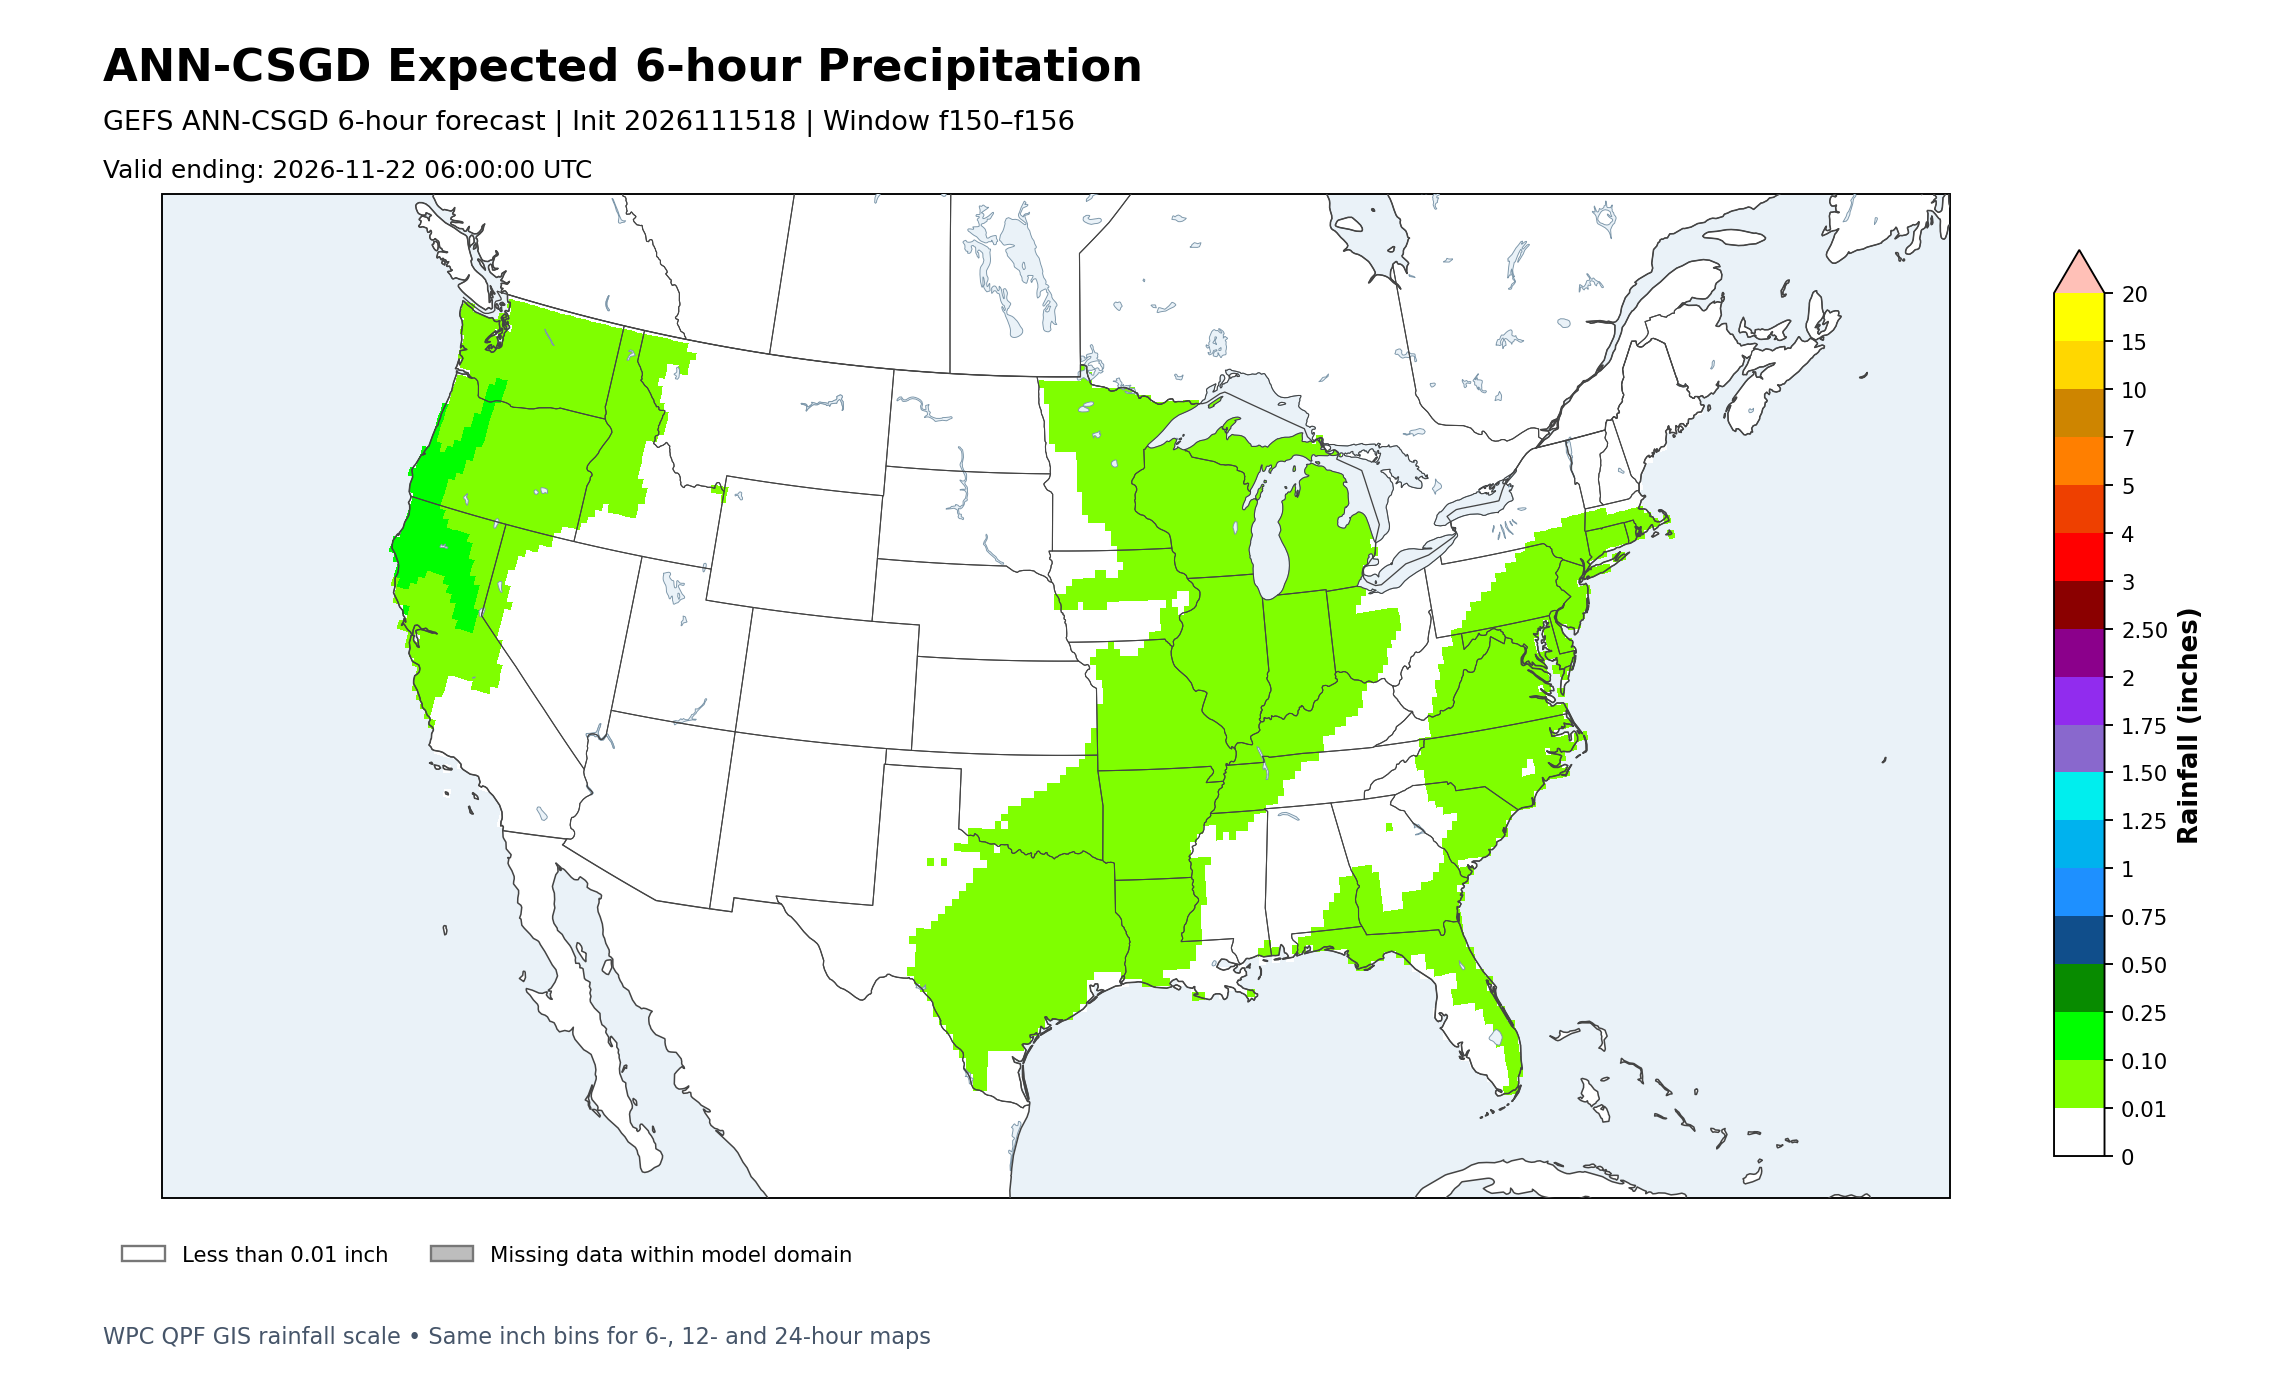 ANN-CSGD Expected 6-hour Precipitation
GEFS ANN-CSGD 6-hour forecast | Init 2026111518 | Window f150–f156
Valid ending: 2026-11-22 06:00:00 UTC
20
15
10
7
5
4
3
2.50
2
1.75
1.50
1.25
1
0.75
0.50
0.25
0.10
0.01
0
Rainfall (inches)
Less than 0.01 inch
Missing data within model domain
WPC QPF GIS rainfall scale • Same inch bins for 6-, 12- and 24-hour maps